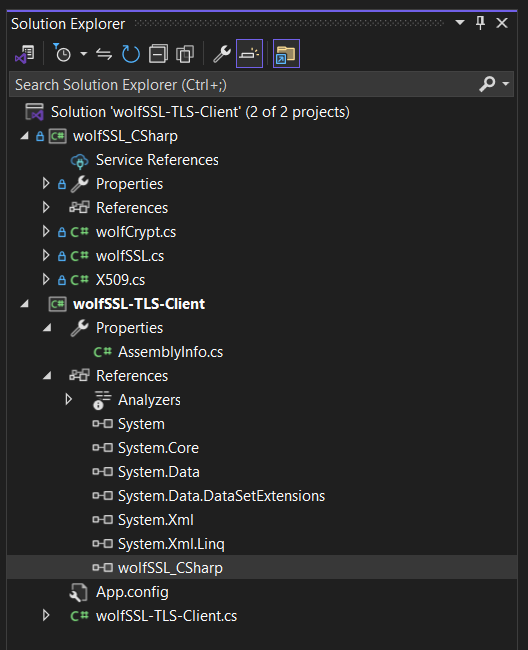 Solution Explorer
Search Solution Explorer (Ctrl+;)
Solution 'wolfSSL-TLS-Client' (2 of 2 projects)
C# wolfSSL_CSharp
Service References
Properties
References
C# wolfCrypt.cs
C# wolfSSL.cs
C# X509.cs
C# wolfSSL-TLS-Client
Properties
C# AssemblyInfo.cs
References
Analyzers
System
System.Core
System.Data
System.Data.DataSetExtensions
System.Xml
System.Xml.Linq
wolfSSL_CSharp
App.config
C# wolfSSL-TLS-Client.cs